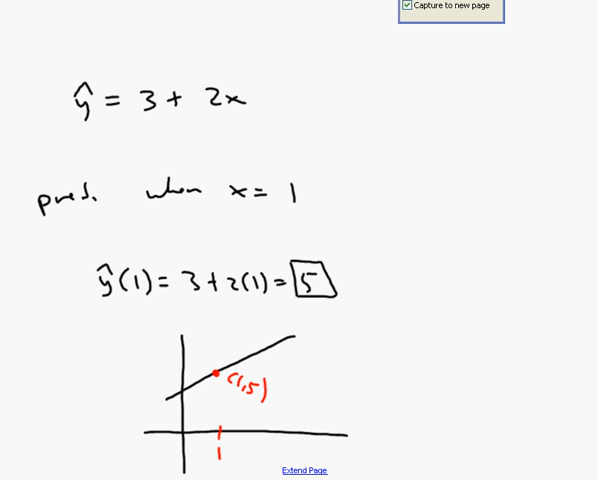 Capture to new page
ŷ = 3 + 2x
pred. when x = 1
ŷ(1) = 3 + 2(1) = 5
(1,5)
1
Extend Page